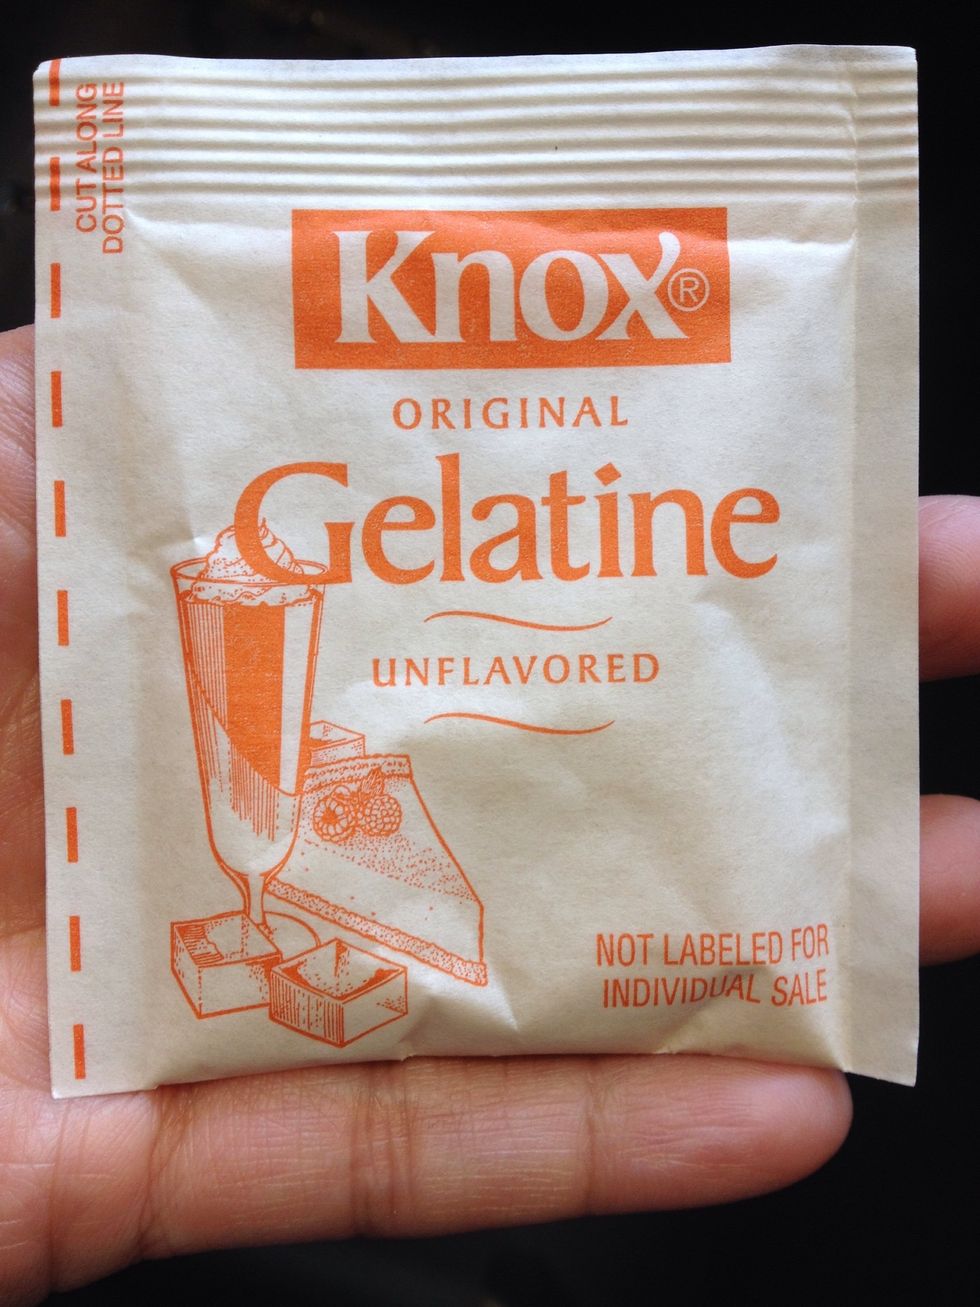 CUT ALONG
DOTTED LINE
Knox®
ORIGINAL
Gelatine
UNFLAVORED
NOT LABELED FOR
INDIVIDUAL SALE